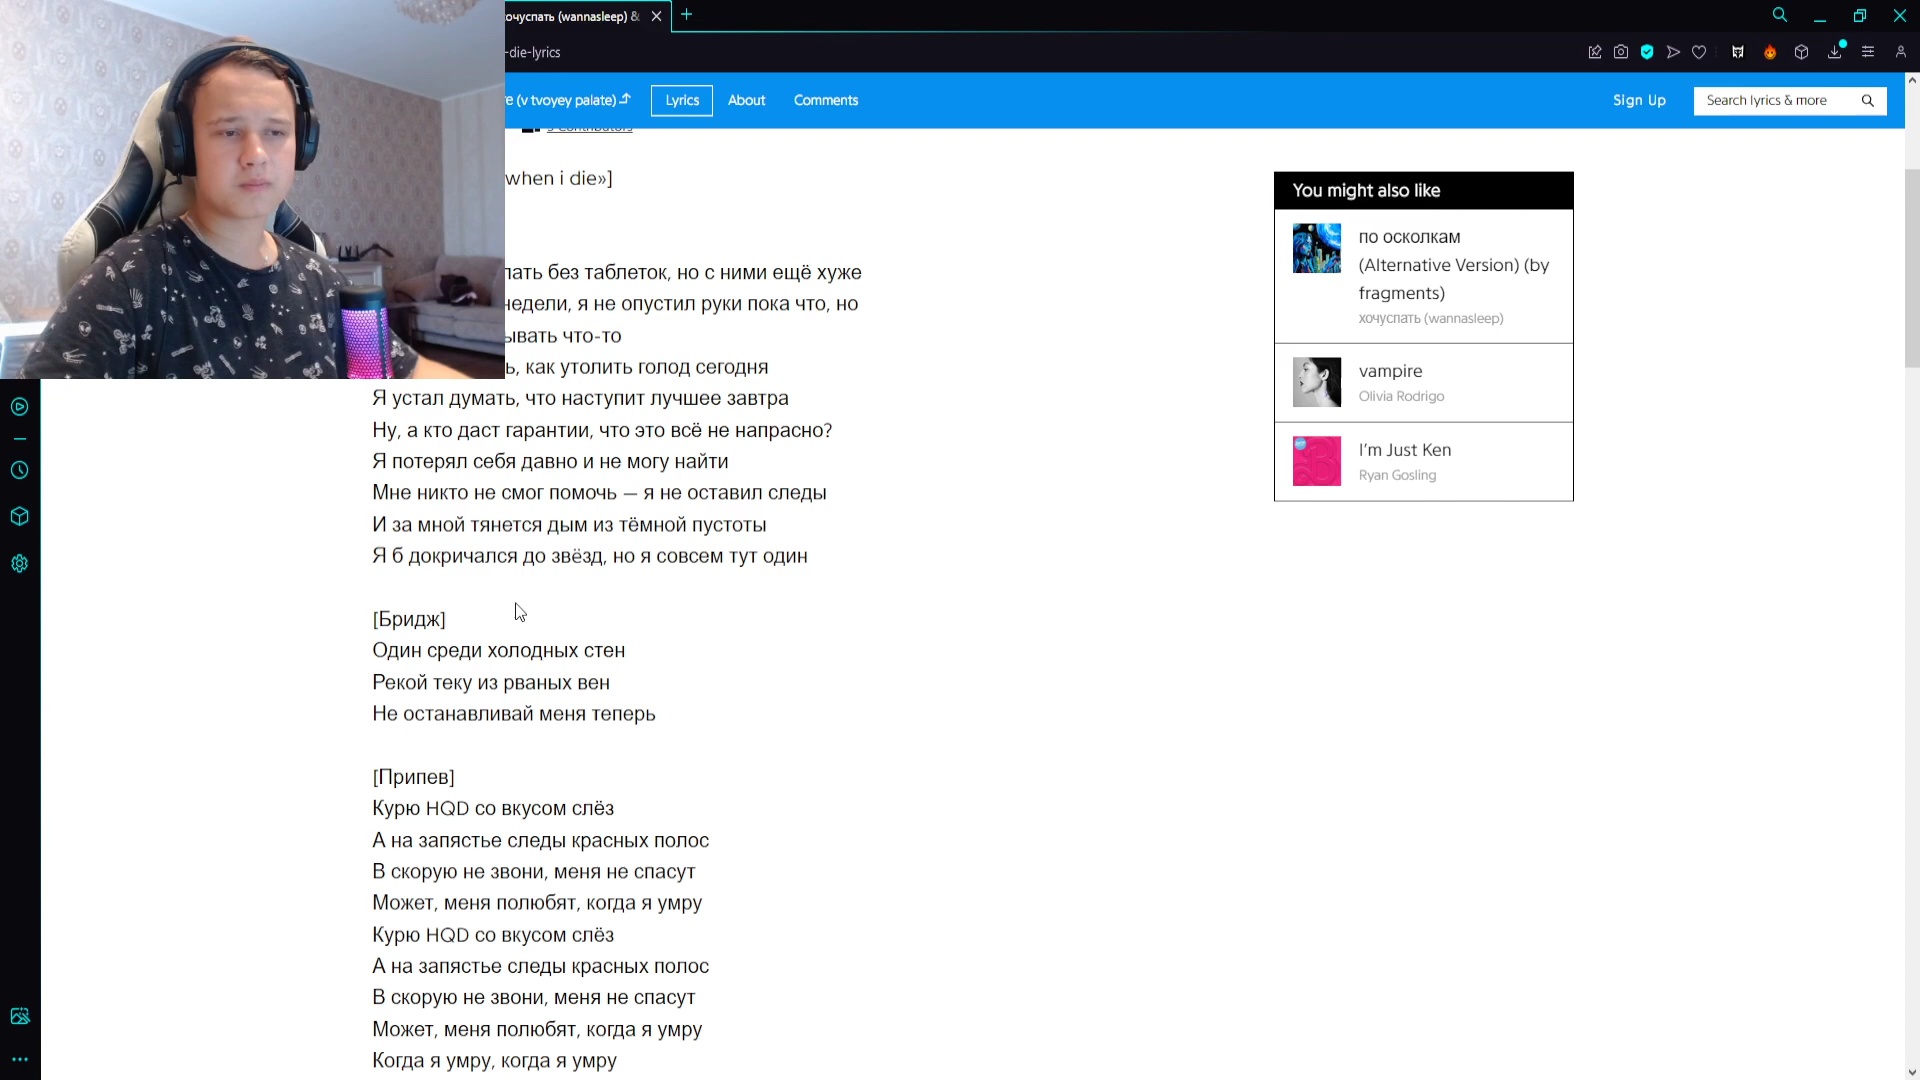 хочуспать (wannasleep) &
-die-lyrics
(v tvoyey palate)
Lyrics
About
Comments
Sign Up
Search lyrics & more
when i die»]
без таблеток, но с ними ещё хуже
недели, я не опустил руки пока что, но
что-то
как утолить голод сегодня
Я устал думать, что наступит лучшее завтра
Ну, а кто даст гарантии, что это всё не напрасно?
Я потерял себя давно и не могу найти
Мне никто не смог помочь — я не оставил следы
И за мной тянется дым из тёмной пустоты
Я б докричался до звёзд, но я совсем тут один
[Бридж]
Один среди холодных стен
Рекой теку из рваных вен
Не останавливай меня теперь
[Припев]
Курю HQD со вкусом слёз
А на запястье следы красных полос
В скорую не звони, меня не спасут
Может, меня полюбят, когда я умру
Курю HQD со вкусом слёз
А на запястье следы красных полос
В скорую не звони, меня не спасут
Может, меня полюбят, когда я умру
Когда я умру, когда я умру
You might also like
по осколкам
(Alternative Version) (by
fragments)
хочуспать (wannasleep)
vampire
Olivia Rodrigo
I'm Just Ken
Ryan Gosling